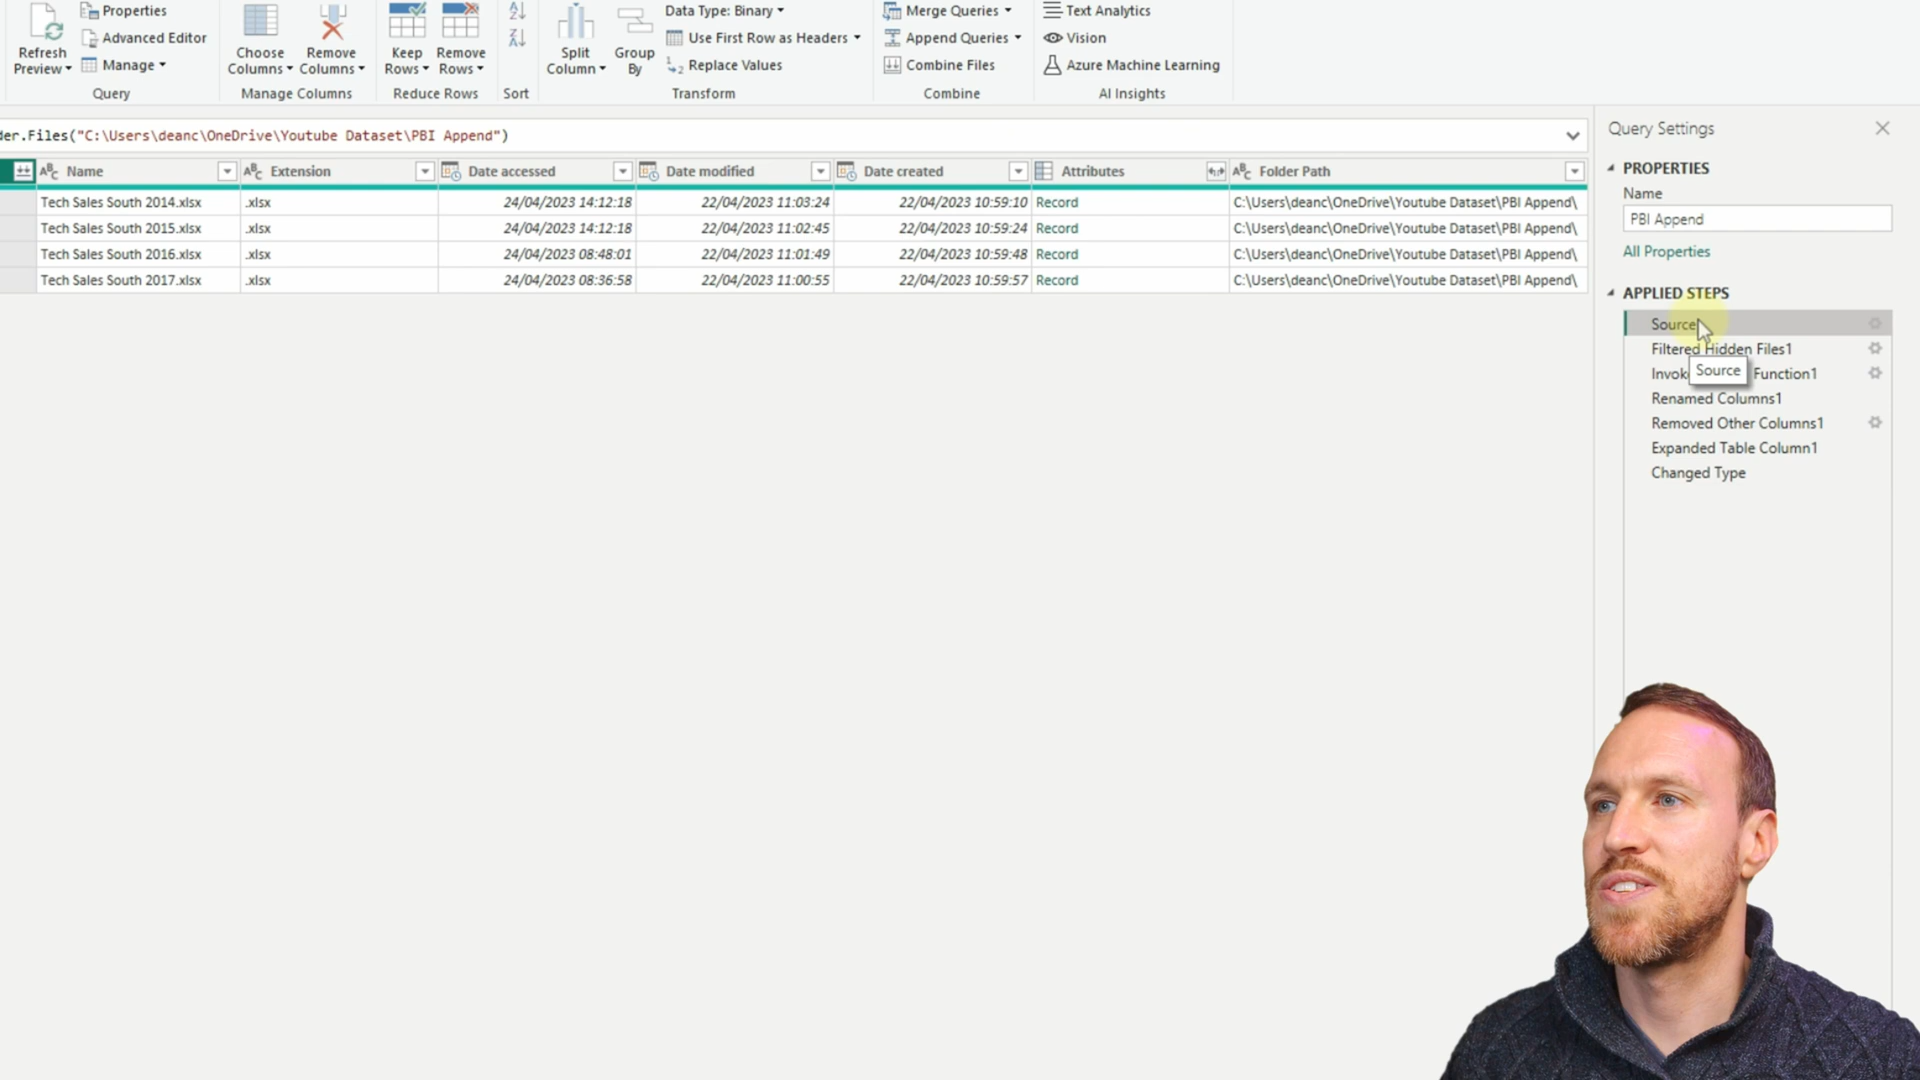 Refresh Preview
Properties
Advanced Editor
Manage
Query
Choose Columns
Remove Columns
Manage Columns
Keep Rows
Remove Rows
Reduce Rows
Sort
Split Column
Group By
Data Type: Binary
Use First Row as Headers
Replace Values
Transform
Merge Queries
Append Queries
Combine Files
Combine
Text Analytics
Vision
Azure Machine Learning
AI Insights
der.Files("C:\Users\deanc\OneDrive\Youtube Dataset\PBI Append")
Name Extension Date accessed Date modified Date created Attributes Folder Path
Tech Sales South 2014.xlsx .xlsx 24/04/2023 14:12:18 22/04/2023 11:03:24 22/04/2023 10:59:10 Record C:\Users\deanc\OneDrive\Youtube Dataset\PBI Append\
Tech Sales South 2015.xlsx .xlsx 24/04/2023 14:12:18 22/04/2023 11:02:45 22/04/2023 10:59:24 Record C:\Users\deanc\OneDrive\Youtube Dataset\PBI Append\
Tech Sales South 2016.xlsx .xlsx 24/04/2023 08:48:01 22/04/2023 11:01:49 22/04/2023 10:59:48 Record C:\Users\deanc\OneDrive\Youtube Dataset\PBI Append\
Tech Sales South 2017.xlsx .xlsx 24/04/2023 08:36:58 22/04/2023 11:00:55 22/04/2023 10:59:57 Record C:\Users\deanc\OneDrive\Youtube Dataset\PBI Append\
Query Settings
PROPERTIES
Name
PBI Append
All Properties
APPLIED STEPS
Source
Filtered Hidden Files1
Invok Function1
Source
Renamed Columns1
Removed Other Columns1
Expanded Table Column1
Changed Type